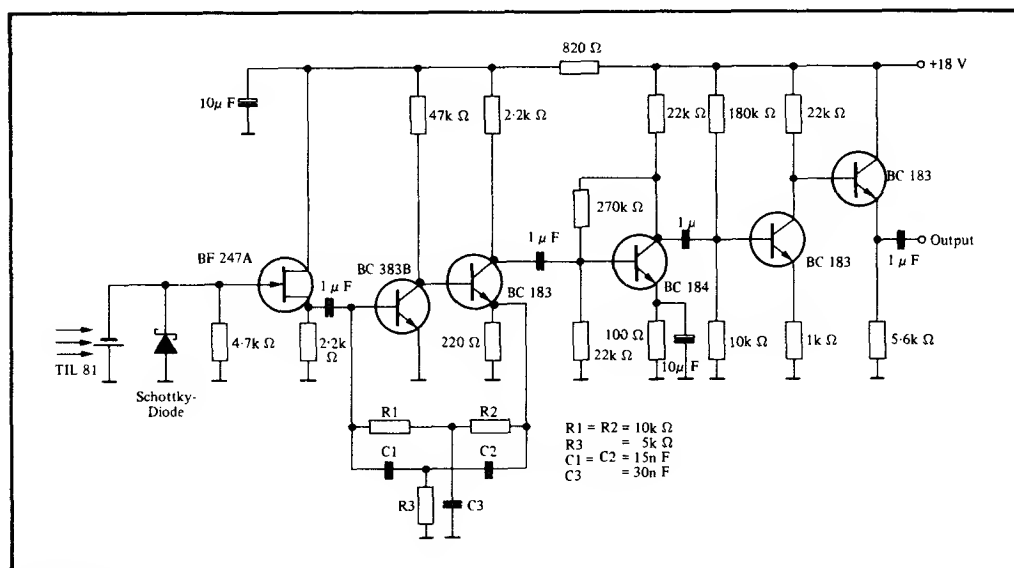 820 Ω
+18 V
10µ F
47k Ω
2·2k Ω
22k Ω
180k Ω
22k Ω
BC 183
270k Ω
BF 247A
1 µ F
BC 383B
1 µ F
1 µ
Output
BC 183
BC 184
BC 183
1 µ F
TIL 81
4·7k Ω
2·2k
Ω
220 Ω
22k Ω
100 Ω
10µ F
10k Ω
1k Ω
5·6k Ω
Schottky-
Diode
R1
R2
C1
C2
R3
C3
R1 = R2 = 10k Ω
R3 = 5k Ω
C1 = C2 = 15n F
C3 = 30n F